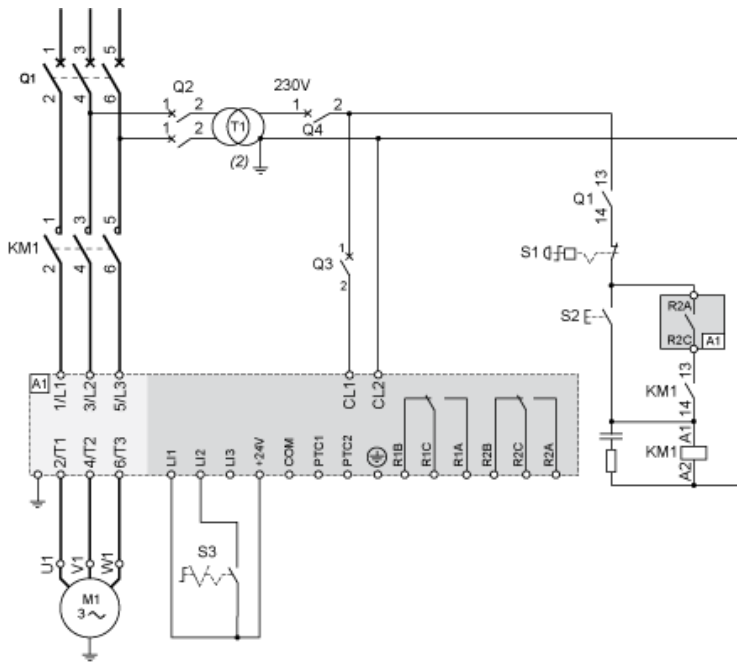 1 3 5
Q1
2 4 6
Q2
1 2
1 2
T1
(2)
230V
1 2
Q4
Q1
13
14
KM1
1 3 5
2 4 6
Q3
1
2
S1
S2
R2A
R2C
A1
KM1
13
14
KM1
A1
A2
A1
1/L1 3/L2 5/L3
CL1 CL2
2/T1 4/T2 6/T3
LI1 LI2 LI3 +24V COM PTC1 PTC2 R1B R1C R1A R2B R2C R2A
S3
U1 V1 W1
M1
3